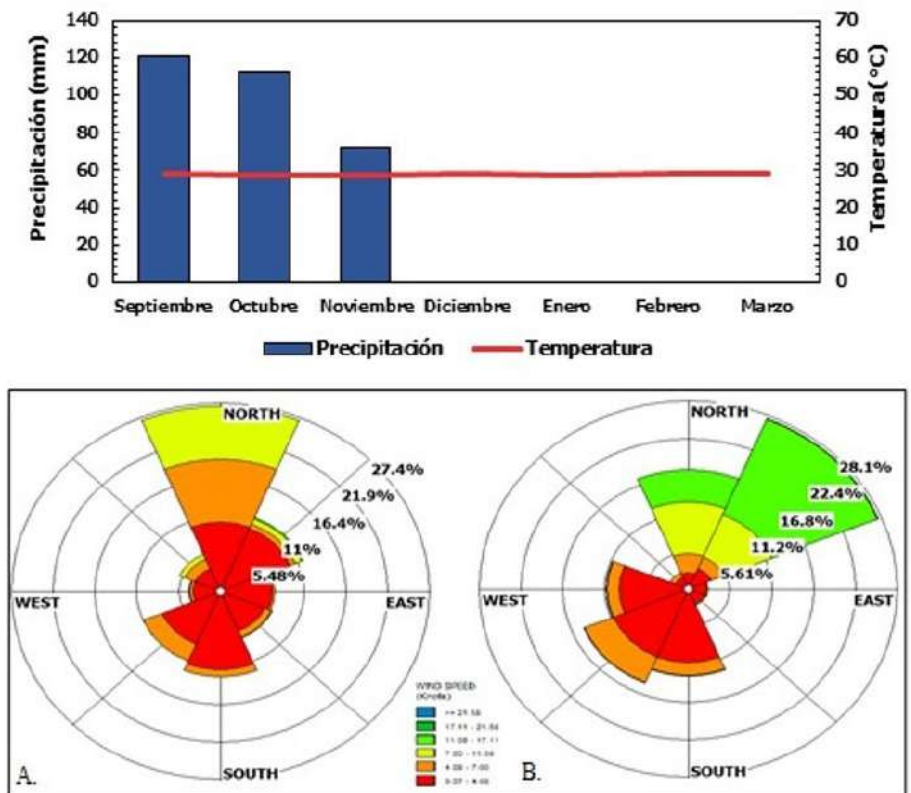 Precipitación (mm)
140
120
100
80
60
40
20
0
Temperatura (°C)
70
60
50
40
30
20
10
0
Septiembre Octubre Noviembre Diciembre Enero Febrero Marzo
Precipitación Temperatura
NORTH
27.4%
21.9%
16.4%
11%
5.48%
WEST EAST
SOUTH
A.
WIND SPEED
(Knots)
NORTH
28.1%
22.4%
16.8%
11.2%
5.61%
WEST EAST
SOUTH
B.